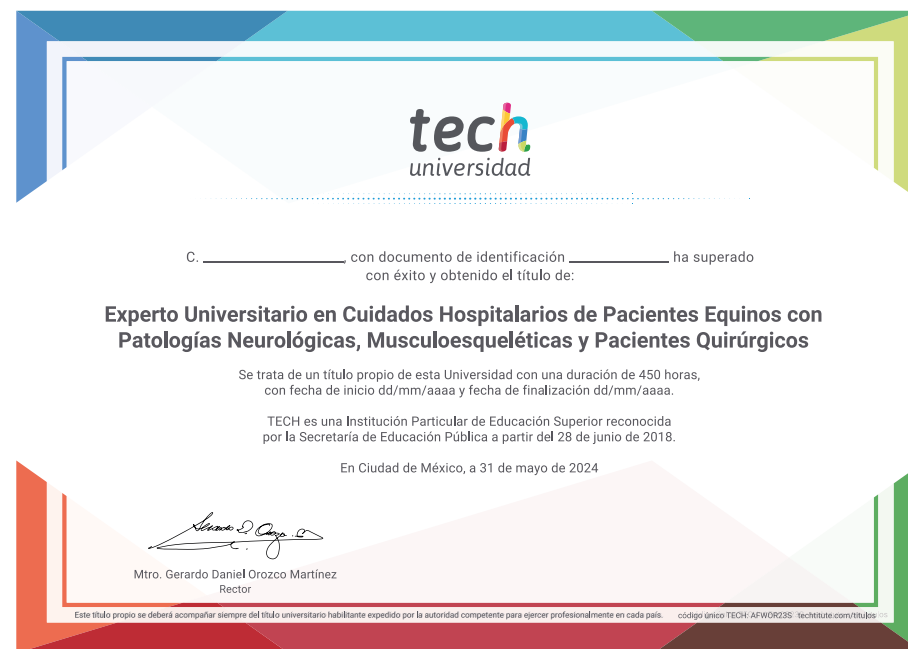 tech
universidad
C. ____________, con documento de identificación ____________ ha superado
con éxito y obtenido el título de:
Experto Universitario en Cuidados Hospitalarios de Pacientes Equinos con
Patologías Neurológicas, Musculoesqueléticas y Pacientes Quirúrgicos
Se trata de un título propio de esta Universidad con una duración de 450 horas,
con fecha de inicio dd/mm/aaaa y fecha de finalización dd/mm/aaaa.
TECH es una Institución Particular de Educación Superior reconocida
por la Secretaría de Educación Pública a partir del 28 de junio de 2018.
En Ciudad de México, a 31 de mayo de 2024
Mtro. Gerardo Daniel Orozco Martínez
Rector
Este título propio se deberá acompañar siempre del título universitario habilitante expedido por la autoridad competente para ejercer profesionalmente en cada país. código único TECH: AFWOR23S techtitute.com/titulos